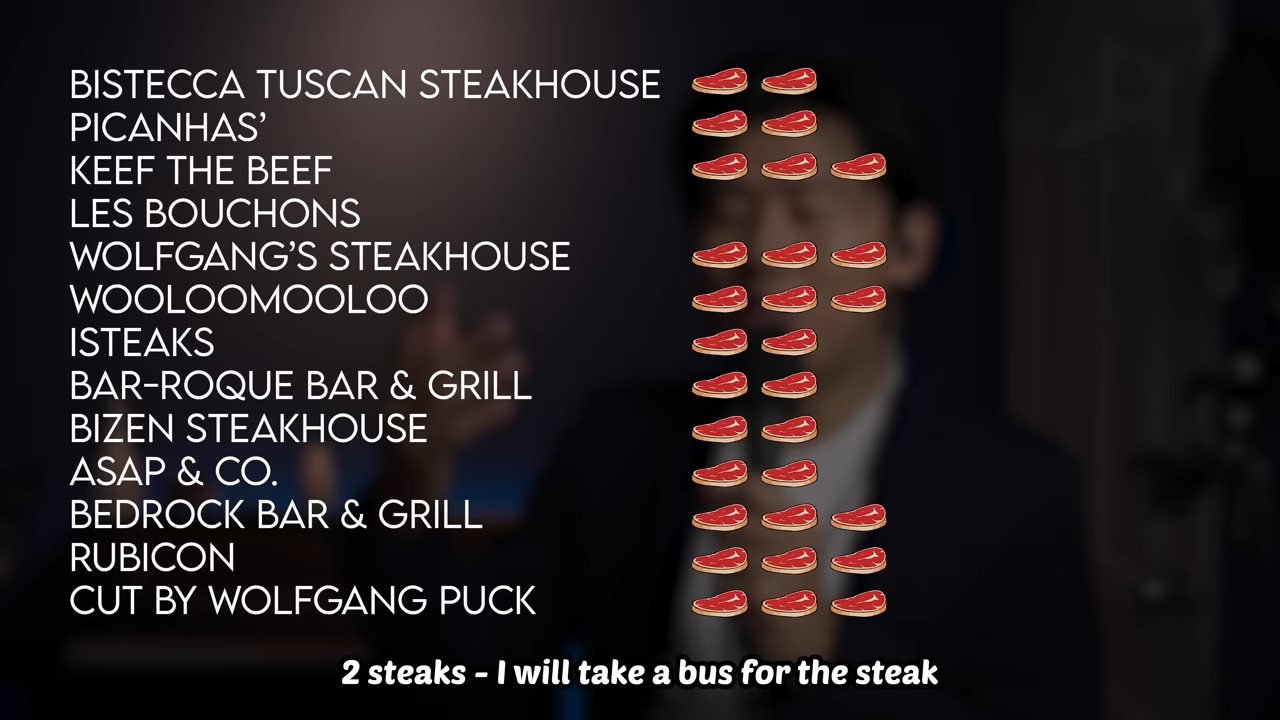 BISTECCA TUSCAN STEAKHOUSE
PICANHAS’
KEEF THE BEEF
LES BOUCHONS
WOLFGANG’S STEAKHOUSE
WOOLOOMOOLOO
ISTEAKS
BAR-ROQUE BAR & GRILL
BIZEN STEAKHOUSE
ASAP & CO.
BEDROCK BAR & GRILL
RUBICON
CUT BY WOLFGANG PUCK
2 steaks - I will take a bus for the steak